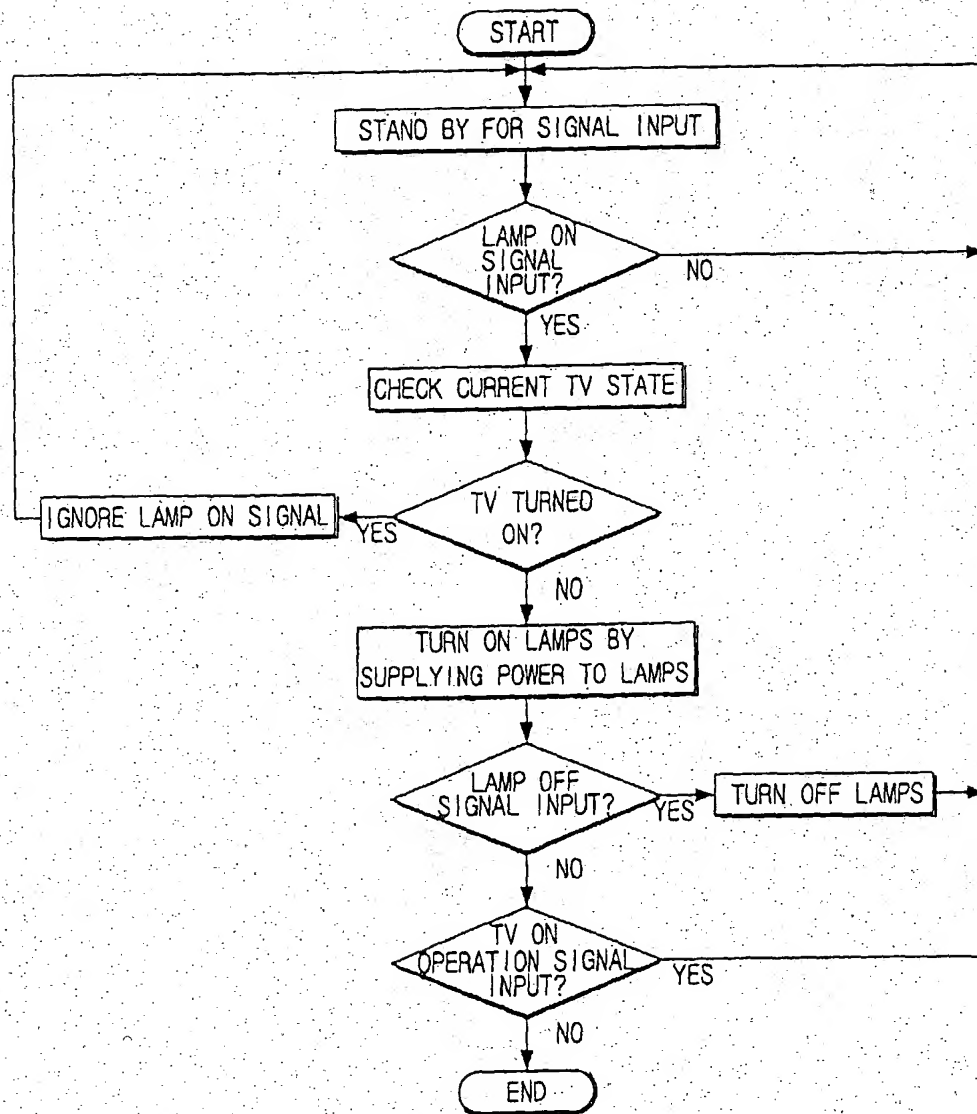 START
STAND BY FOR SIGNAL INPUT
LAMP ON
SIGNAL
INPUT?
NO
YES
CHECK CURRENT TV STATE
TV TURNED
ON?
YES
IGNORE LAMP ON SIGNAL
NO
TURN ON LAMPS BY
SUPPLYING POWER TO LAMPS
LAMP OFF
SIGNAL INPUT?
YES
TURN OFF LAMPS
NO
TV ON
OPERATION SIGNAL
INPUT?
YES
NO
END